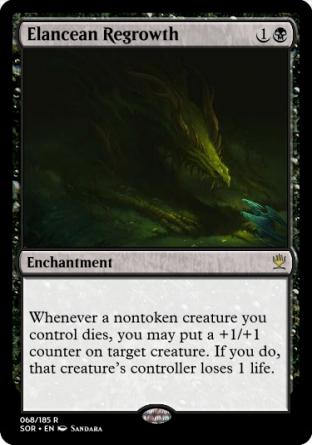 Elancean Regrowth 1
Enchantment
Whenever a nontoken creature you
control dies, you may put a +1/+1
counter on target creature. If you do,
that creature's controller loses 1 life.
068/185 R
SOR • EN SANDARA